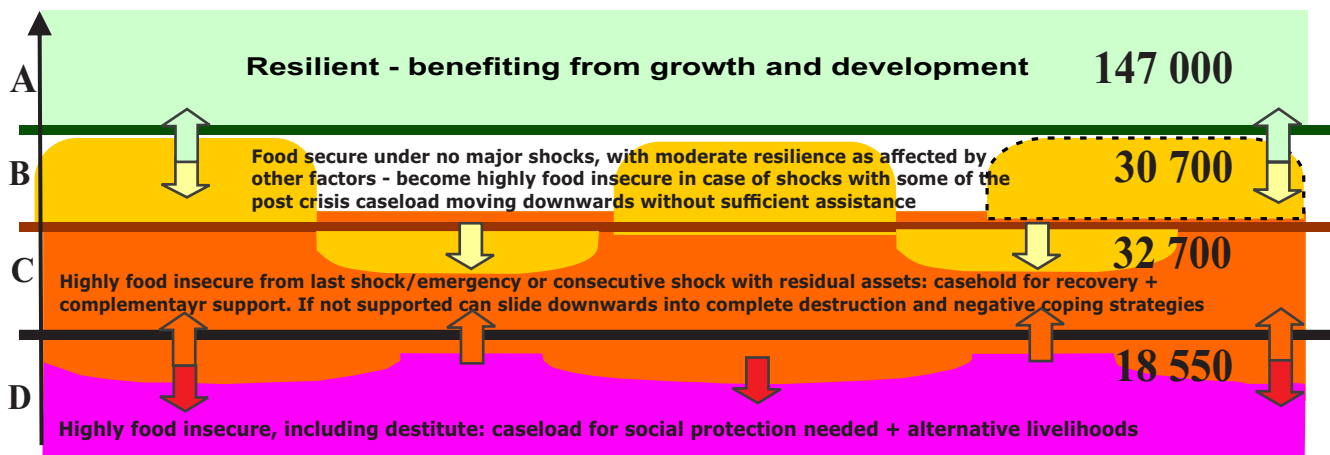 A
Resilient - benefiting from growth and development
147 000
B
Food secure under no major shocks, with moderate resilience as affected by
other factors - become highly food insecure in case of shocks with some of the
post crisis caseload moving downwards without sufficient assistance
30 700
C
32 700
Highly food insecure from last shock/emergency or consecutive shock with residual assets: casehold for recovery +
complementayr support. If not supported can slide downwards into complete destruction and negative coping strategies
18 550
D
Highly food insecure, including destitute: caseload for social protection needed + alternative livelihoods